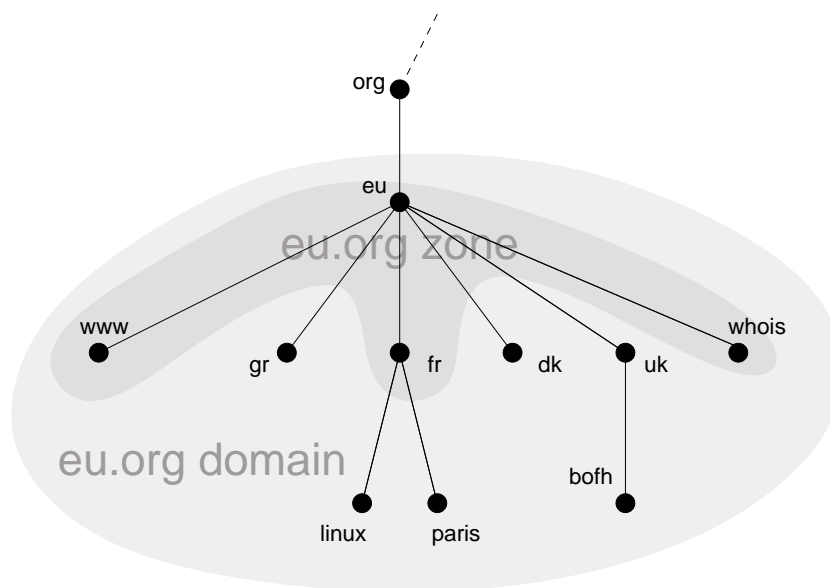 org
eu
eu.org zone
www
whois
gr
fr
dk
uk
eu.org domain
bofh
linux
paris